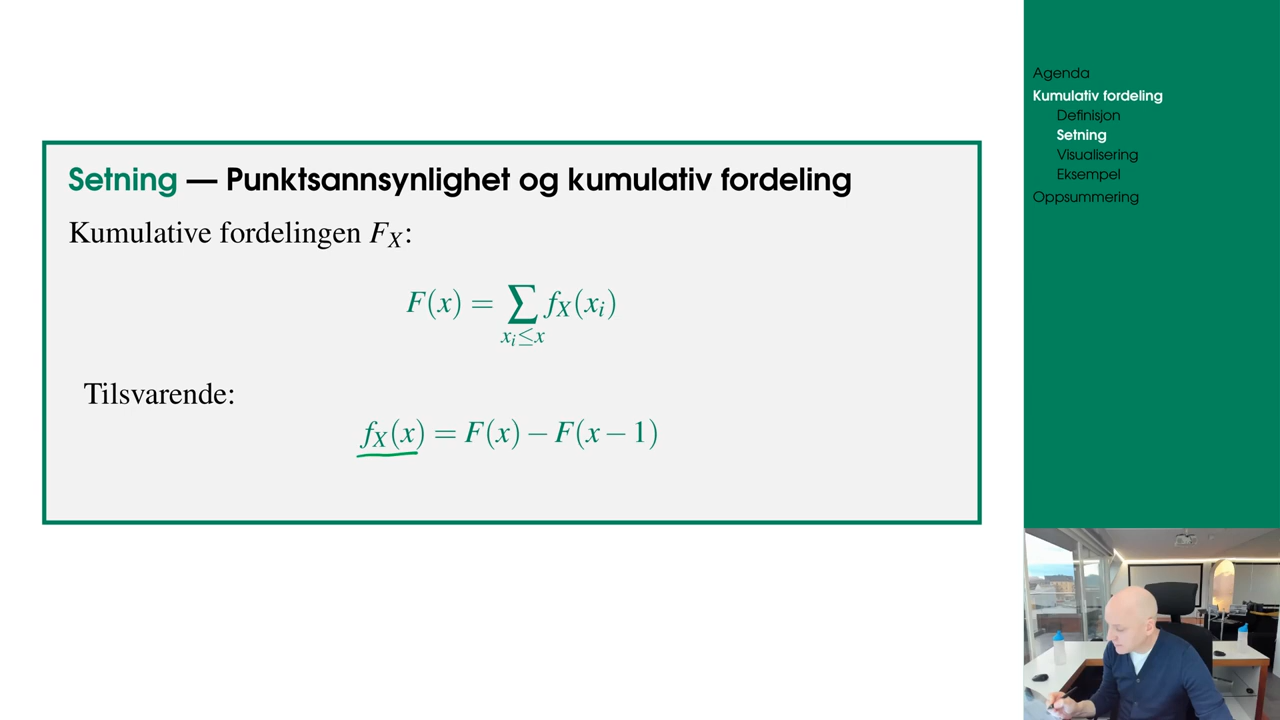 Setning — Punktsannsynlighet og kumulativ fordeling
Kumulative fordelingen F_X:
F(x) = ∑_{x_i≤x} f_X(x_i)
Tilsvarende:
f_X(x) = F(x) − F(x − 1)
Agenda
Kumulativ fordeling
Definisjon
Setning
Visualisering
Eksempel
Oppsummering